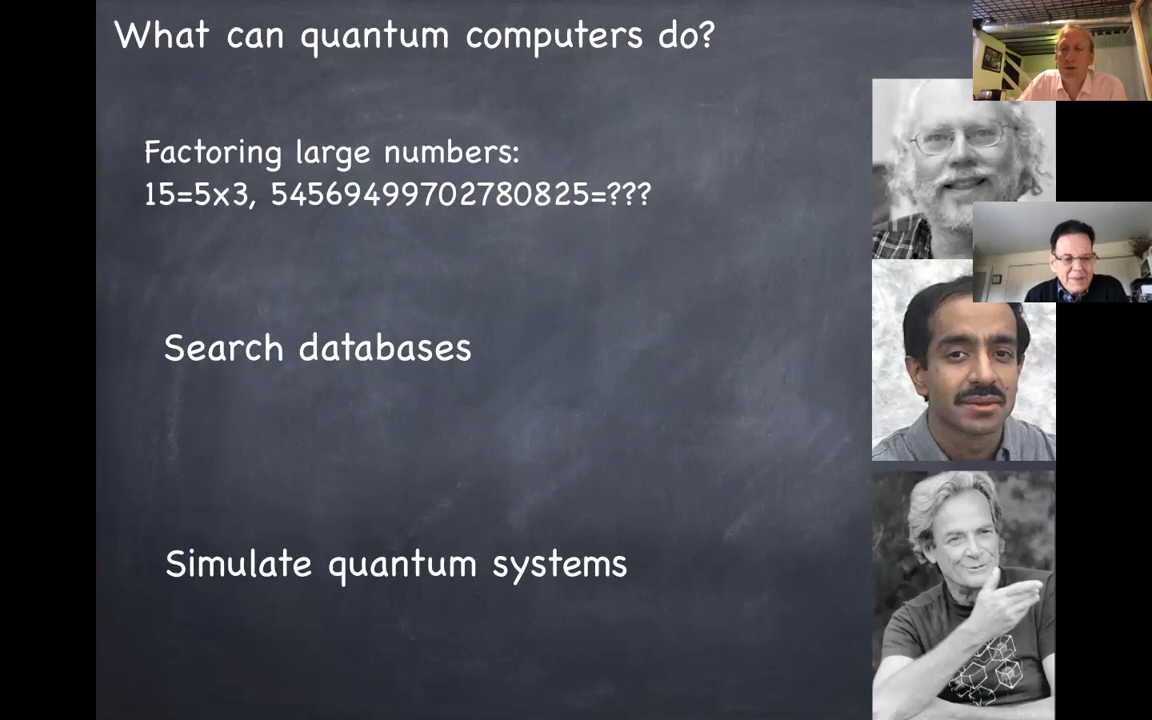 What can quantum computers do?
Factoring large numbers:
15=5x3, 54569499702780825=???
Search databases
Simulate quantum systems